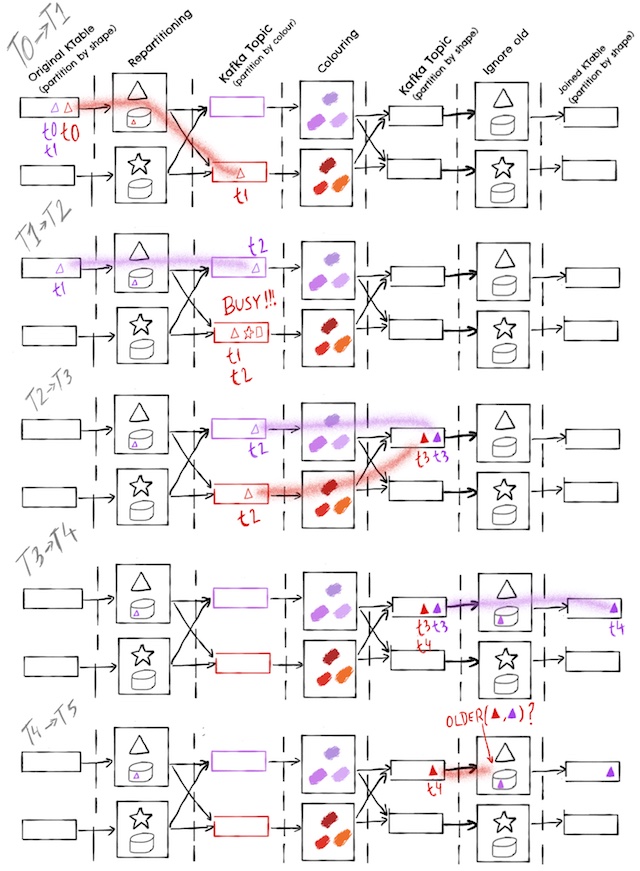 T0→T1
Original KTable
(partition by shape)
Repartitioning
Kafka Topic
(partition by colour)
Colouring
Kafka Topic
(partition by shape)
Ignore old
Joined KTable
(partition by shape)
t0 t0
t1
t1
T1→T2
t2
t1
BUSY!!!
t1
t2
T2→T3
t2
t3 t3
t2
T3→T4
t3 t3
t4
t4
T4→T5
OLDER( , )?
t4